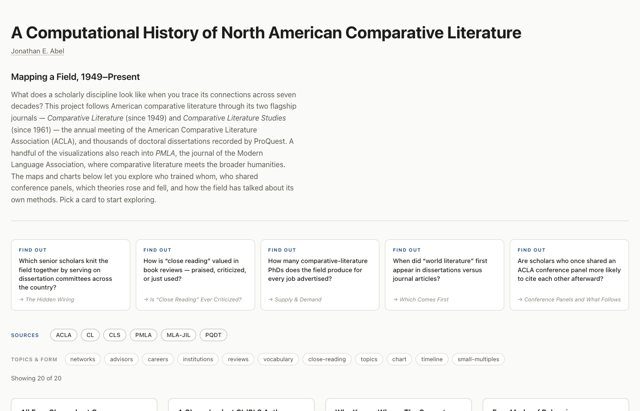 A Computational History of North American Comparative Literature
Jonathan E. Abel
Mapping a Field, 1949–Present
What does a scholarly discipline look like when you trace its connections across seven
decades? This project follows American comparative literature through its two flagship
journals — Comparative Literature (since 1949) and Comparative Literature Studies
(since 1961) — the annual meeting of the American Comparative Literature
Association (ACLA), and thousands of doctoral dissertations recorded by ProQuest. A
handful of the visualizations also reach into PMLA, the journal of the Modern
Language Association, where comparative literature meets the broader humanities.
The maps and charts below let you explore who trained whom, who shared
conference panels, which theories rose and fell, and how the field has talked about its
own methods. Pick a card to start exploring.
FIND OUT
Which senior scholars knit the
field together by serving on
dissertation committees across
the country?
→ The Hidden Wiring
FIND OUT
How is “close reading” valued in
book reviews — praised, criticized,
or just used?
→ Is “Close Reading” Ever Criticized?
FIND OUT
How many comparative-literature
PhDs does the field produce for
every job advertised?
→ Supply & Demand
FIND OUT
When did “world literature” first
appear in dissertations versus
journal articles?
→ Which Comes First
FIND OUT
Are scholars who once shared an
ACLA conference panel more likely
to cite each other afterward?
→ Conference Panels and What Follows
SOURCES ACLA CL CLS PMLA MLA-JIL PQDT
TOPICS & FORM networks advisors careers institutions reviews vocabulary close-reading topics chart timeline small-multiples
Showing 20 of 20